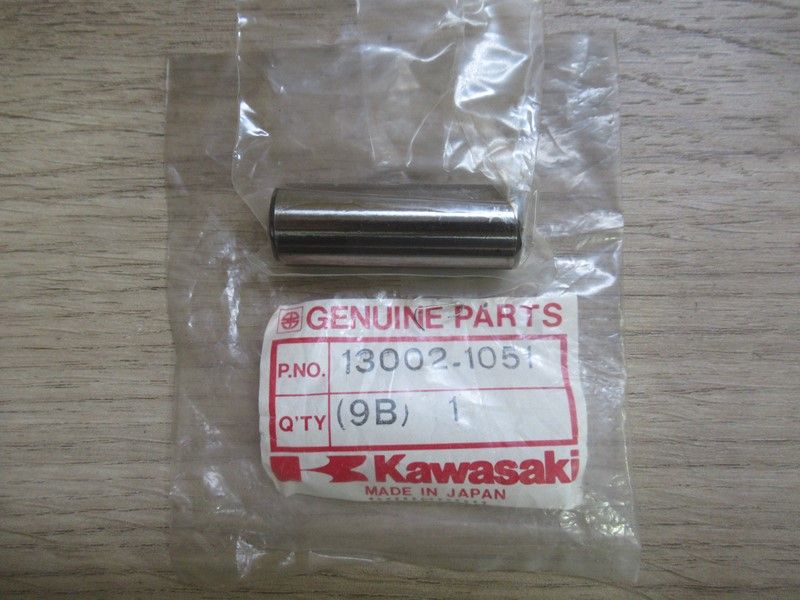 GENUINE PARTS
P.NO. 13002-1051
Q'TY (9B) 1
Kawasaki
MADE IN JAPAN